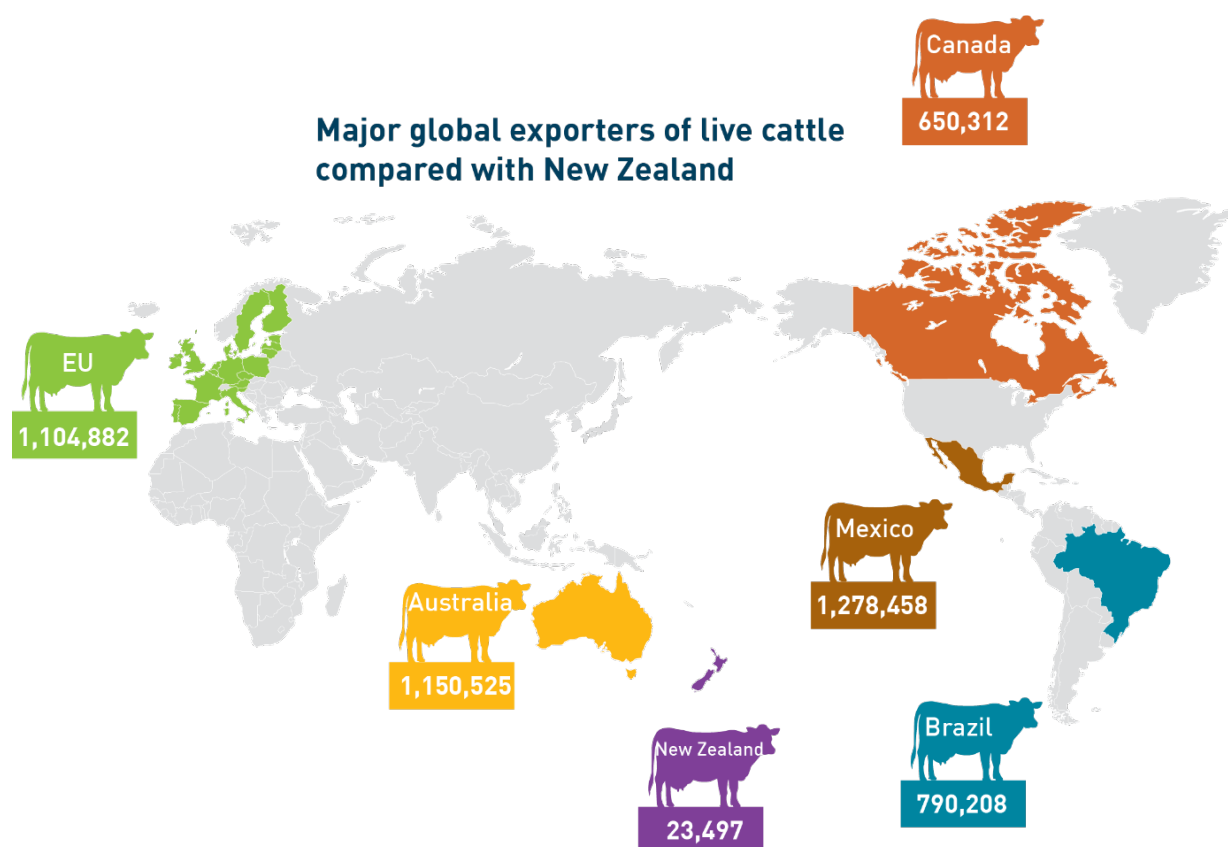 Canada
650,312
Major global exporters of live cattle
compared with New Zealand
EU
1,104,882
Mexico
1,278,458
Australia
1,150,525
Brazil
790,208
New Zealand
23,497